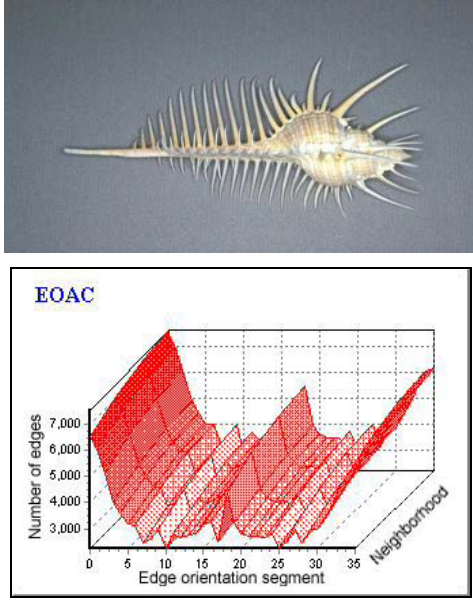 EOAC
Number of edges
7,000
6,000
5,000
4,000
3,000
0 5 10 15 20 25 30 35
Edge orientation segment
Neighborhood